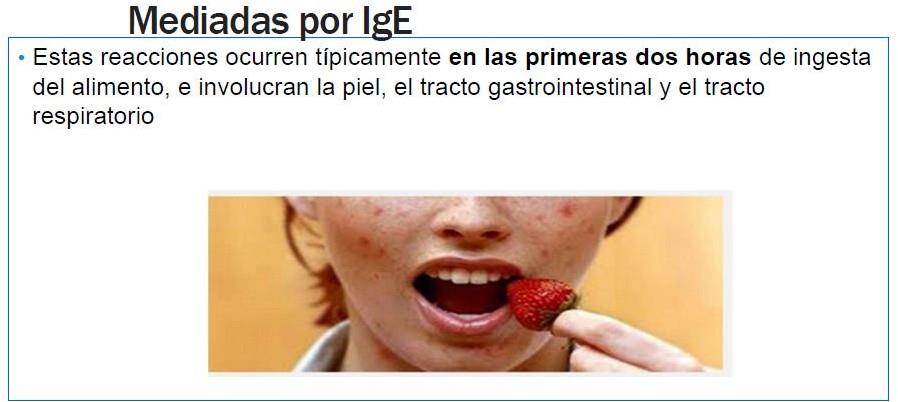 Mediadas por IgE
• Estas reacciones ocurren típicamente en las primeras dos horas de ingesta
del alimento, e involucran la piel, el tracto gastrointestinal y el tracto
respiratorio